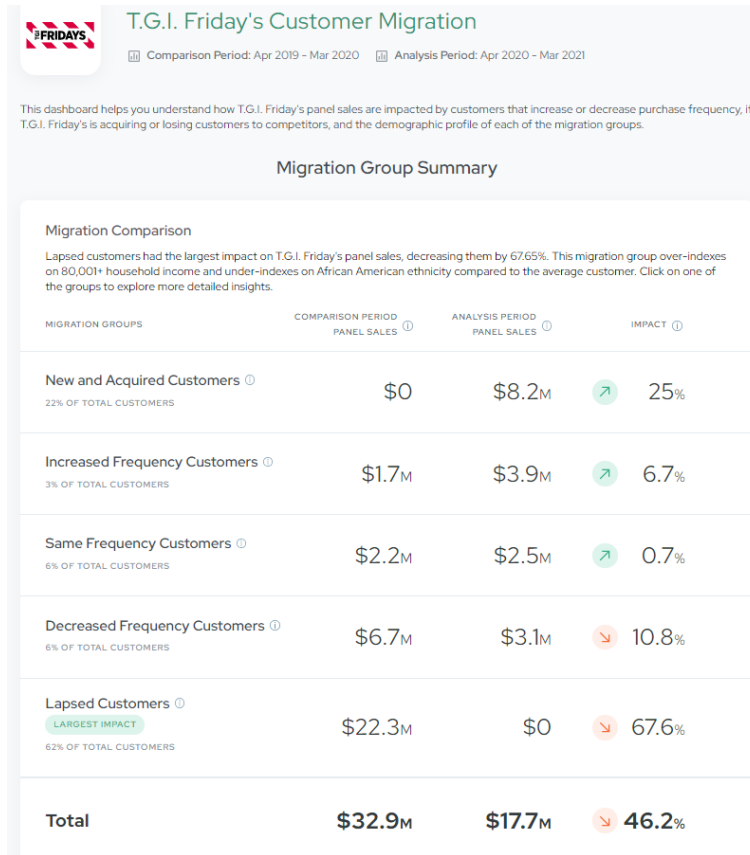 TGI FRIDAYS
T.G.I. Friday's Customer Migration
Comparison Period: Apr 2019 - Mar 2020 Analysis Period: Apr 2020 - Mar 2021
This dashboard helps you understand how T.G.I. Friday's panel sales are impacted by customers that increase or decrease purchase frequency, if
T.G.I. Friday's is acquiring or losing customers to competitors, and the demographic profile of each of the migration groups.
Migration Group Summary
Migration Comparison
Lapsed customers had the largest impact on T.G.I. Friday's panel sales, decreasing them by 67.65%. This migration group over-indexes
on 80,001+ household income and under-indexes on African American ethnicity compared to the average customer. Click on one of
the groups to explore more detailed insights.
MIGRATION GROUPS COMPARISON PERIOD PANEL SALES ANALYSIS PERIOD PANEL SALES IMPACT
New and Acquired Customers
22% OF TOTAL CUSTOMERS
$0 $8.2M 25%
Increased Frequency Customers
3% OF TOTAL CUSTOMERS
$1.7M $3.9M 6.7%
Same Frequency Customers
6% OF TOTAL CUSTOMERS
$2.2M $2.5M 0.7%
Decreased Frequency Customers
6% OF TOTAL CUSTOMERS
$6.7M $3.1M 10.8%
Lapsed Customers
LARGEST IMPACT
62% OF TOTAL CUSTOMERS
$22.3M $0 67.6%
Total $32.9M $17.7M 46.2%